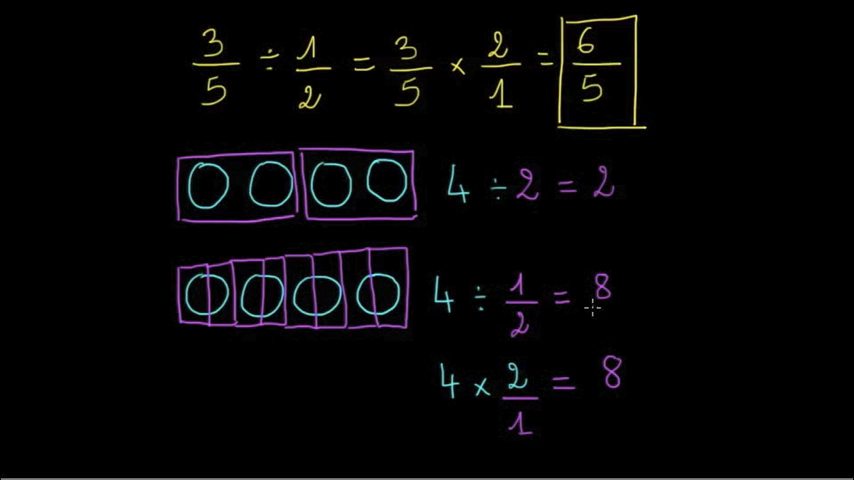 3/5 ÷ 1/2 = 3/5 × 2/1 = 6/5
4 ÷ 2 = 2
4 ÷ 1/2 = 8
4 × 2/1 = 8